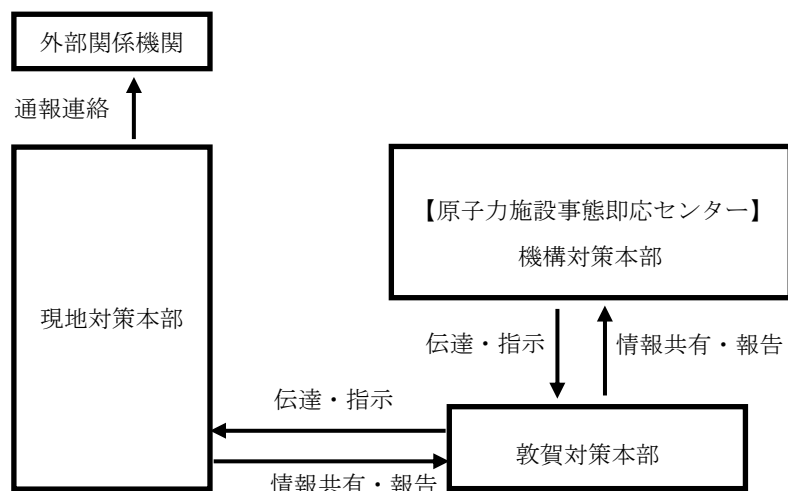 外部関係機関
通報連絡
【原子力施設事態即応センター】
機構対策本部
現地対策本部
伝達・指示
情報共有・報告
伝達・指示
敦賀対策本部
情報共有・報告